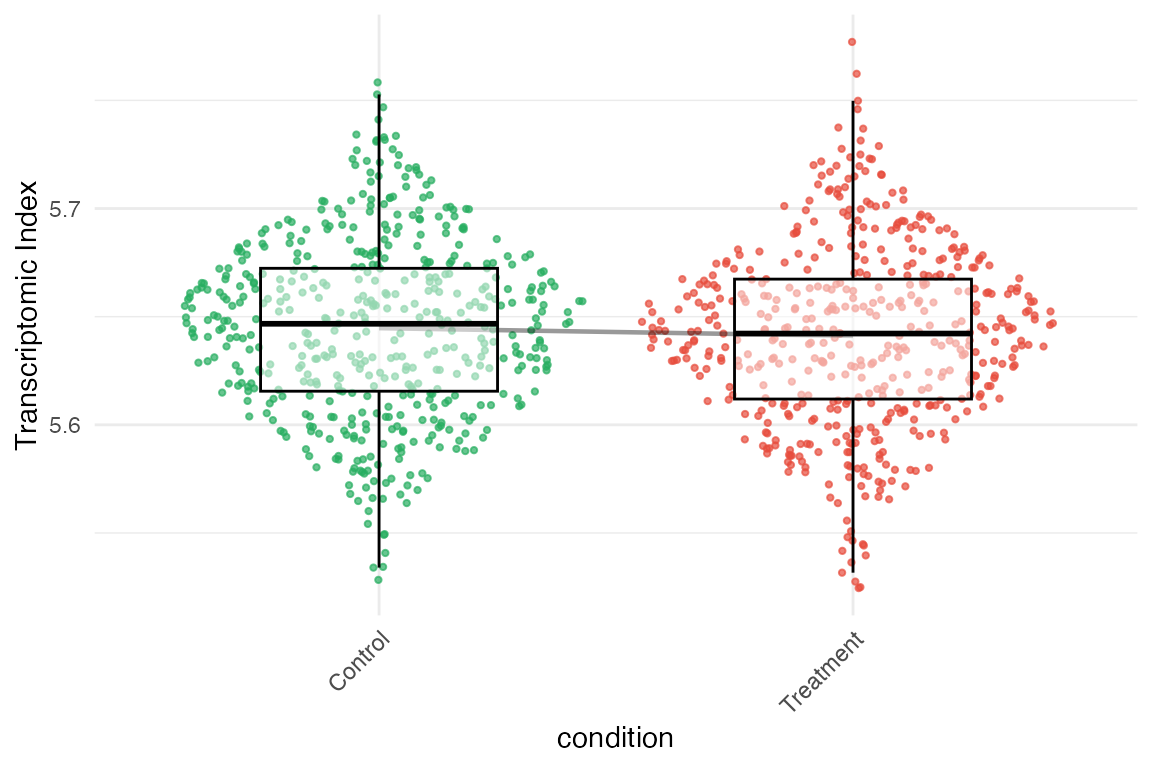 Transcriptomic Index
5.7
5.6
Control
Treatment
condition